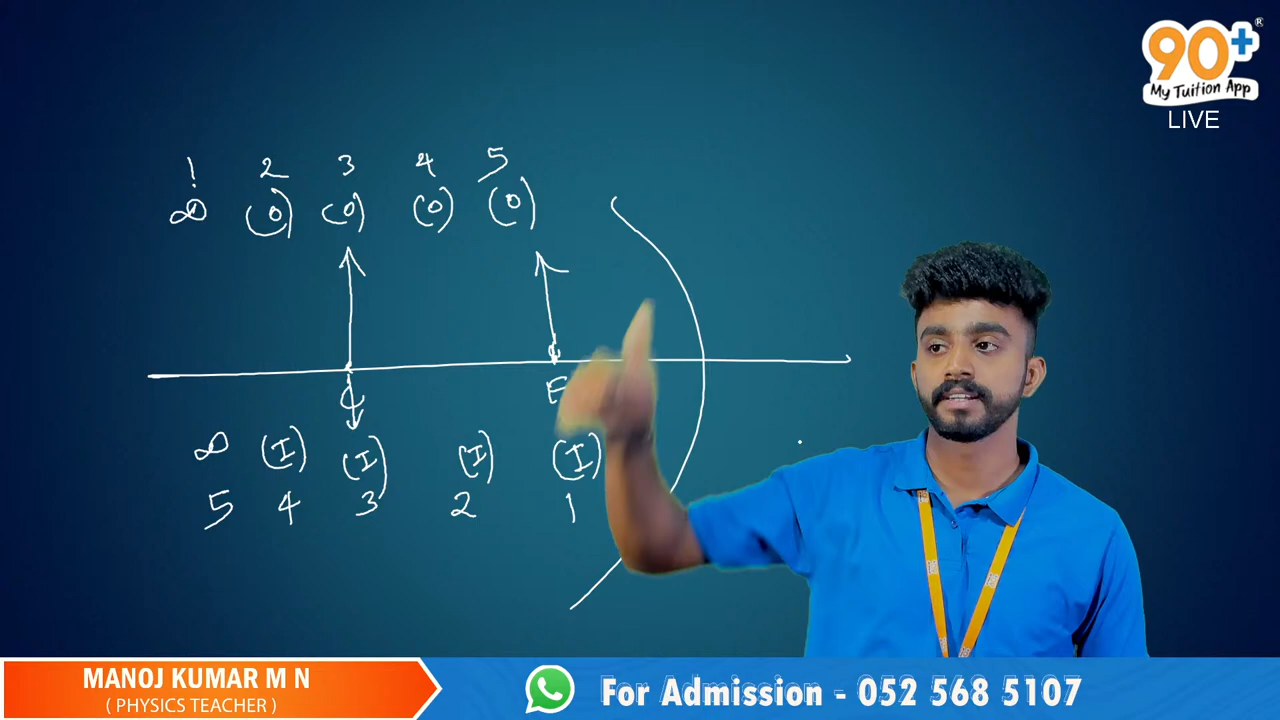 90+®
My Tuition App
LIVE
1 2 3 4 5
∞ (O) (O) (O) (O)
C F
∞ (I) (I) (I) (I)
5 4 3 2 1
MANOJ KUMAR M N
( PHYSICS TEACHER )
For Admission - 052 568 5107